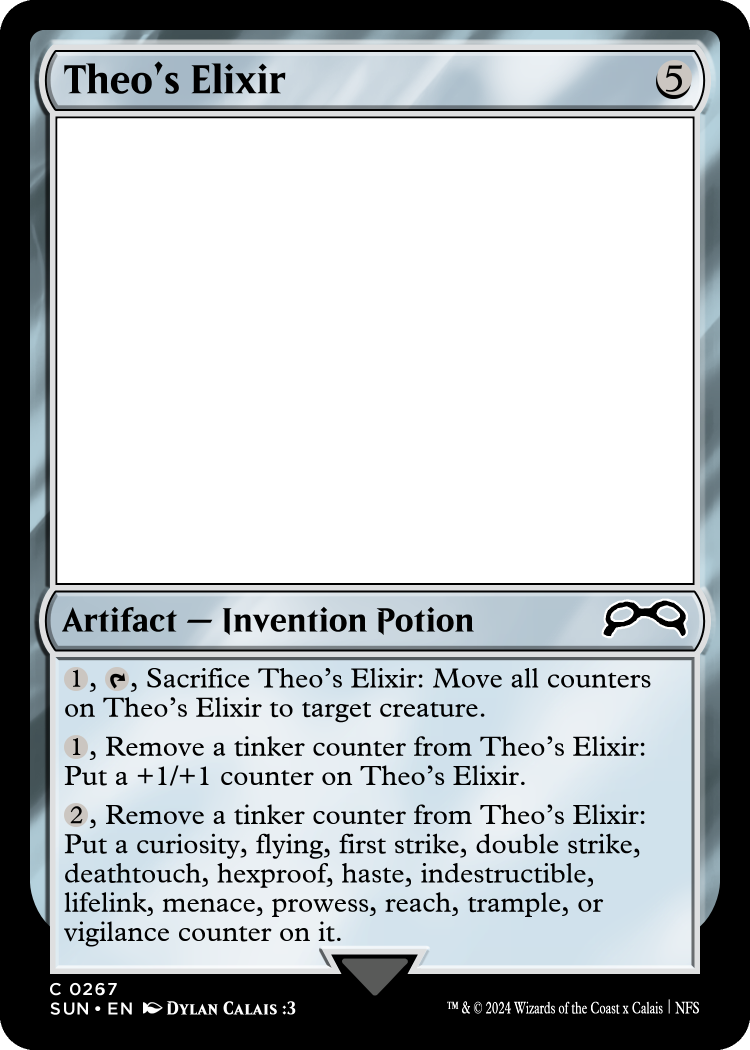 Theo's Elixir 5
Artifact — Invention Potion
1, , Sacrifice Theo's Elixir: Move all counters
on Theo's Elixir to target creature.
1, Remove a tinker counter from Theo's Elixir:
Put a +1/+1 counter on Theo's Elixir.
2, Remove a tinker counter from Theo's Elixir:
Put a curiosity, flying, first strike, double strike,
deathtouch, hexproof, haste, indestructible,
lifelink, menace, prowess, reach, trample, or
vigilance counter on it.
C 0267
SUN • EN Dylan Calais :3
™ & © 2024 Wizards of the Coast x Calais | NFS